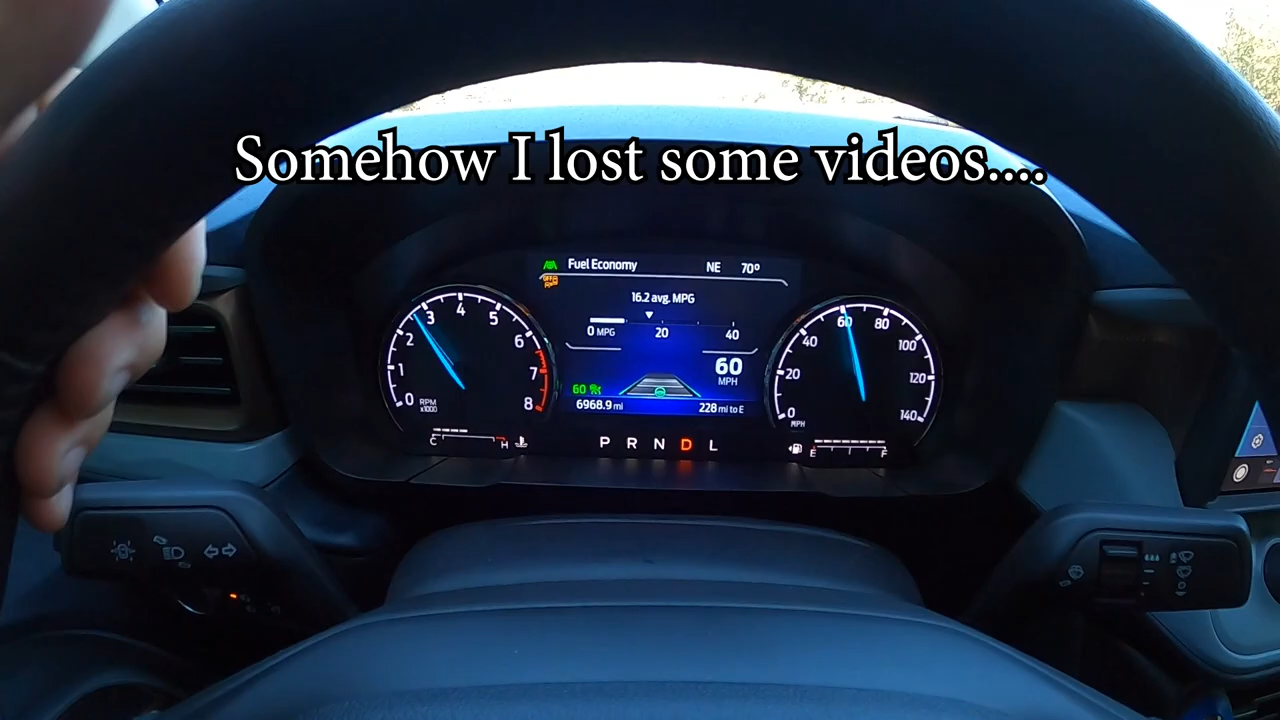 Somehow I lost some videos....
Fuel Economy NE 70°
OFF
16.2 avg. MPG
0 MPG 20 40
60 MPH
60
6968.9 mi 228 mi to E
0 1 2 3 4 5 6 7 8
RPM x1000
0 20 40 60 80 100 120 140
MPH
C H
P R N D L
E F